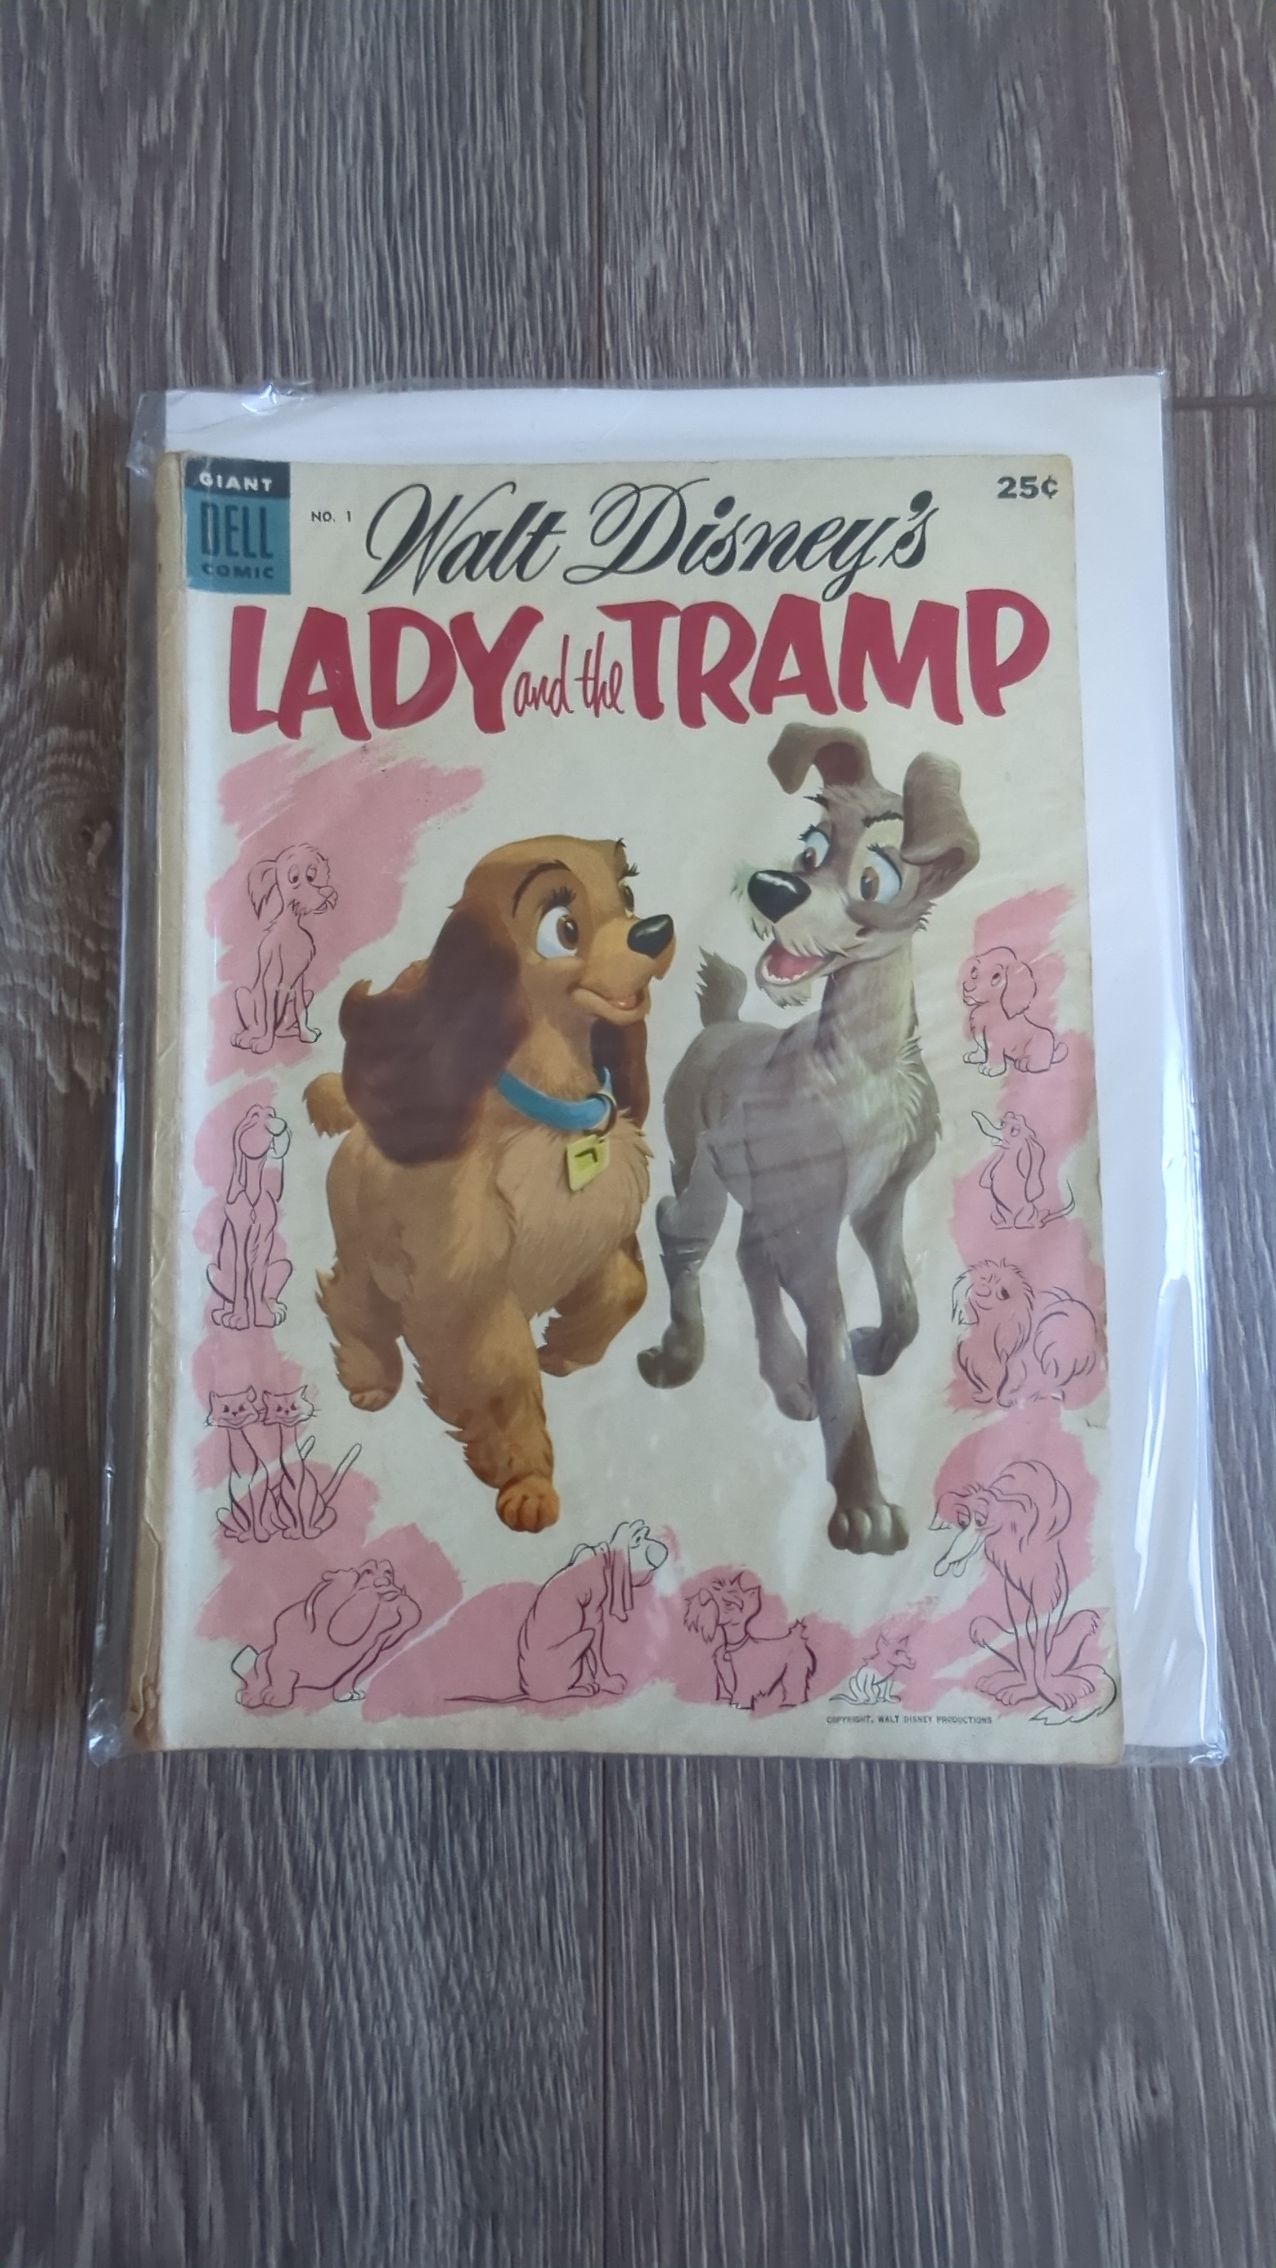 GIANT
DELL
COMIC
NO. 1
Walt Disney's
25¢
LADY and the TRAMP
COPYRIGHT, WALT DISNEY PRODUCTIONS